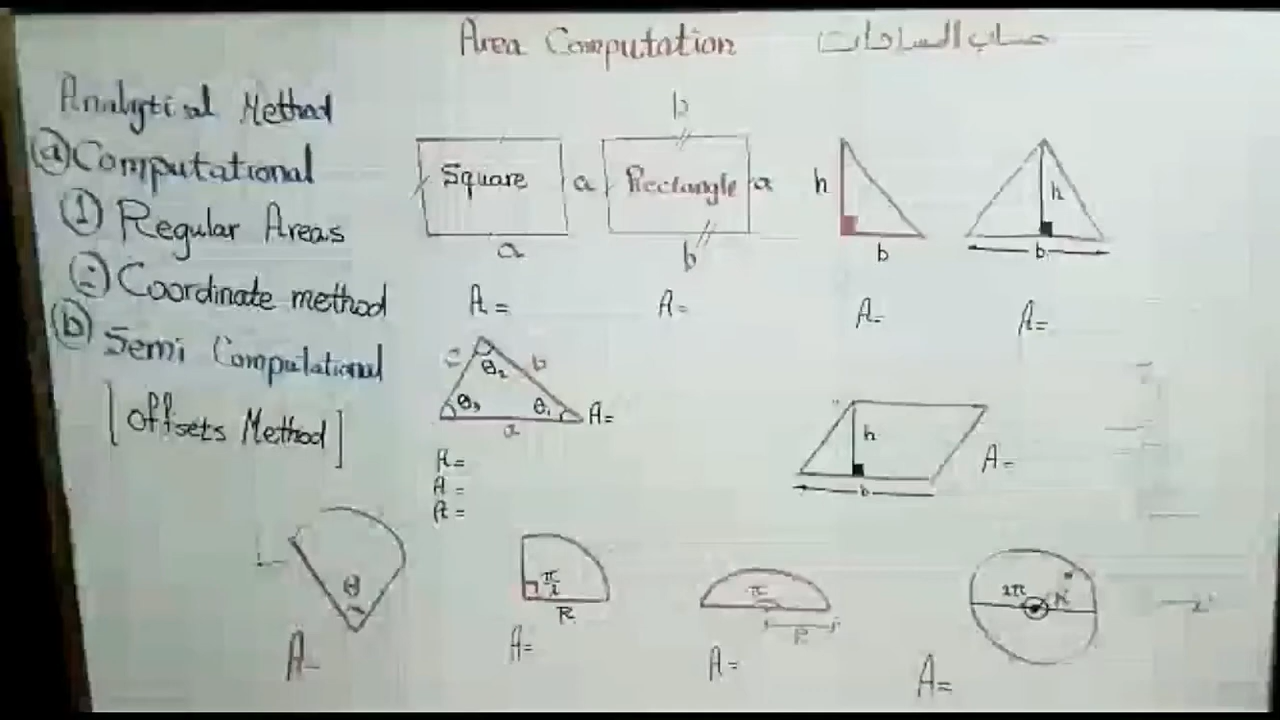 Area Computation حساب المساحات
Analytical Method
(a) Computational
① Regular Areas
② Coordinate method
(b) Semi Computational
[Offsets Method]
Square
a
a
A =
b
Rectangle
a
b
A =
h
b
A =
h
b
A =
c
b
θ₂
θ₃
θ₁
a
A =
A =
A =
A =
h
b
A =
θ
A =
π/2
R
A =
π
R
A =
2π
R
A =